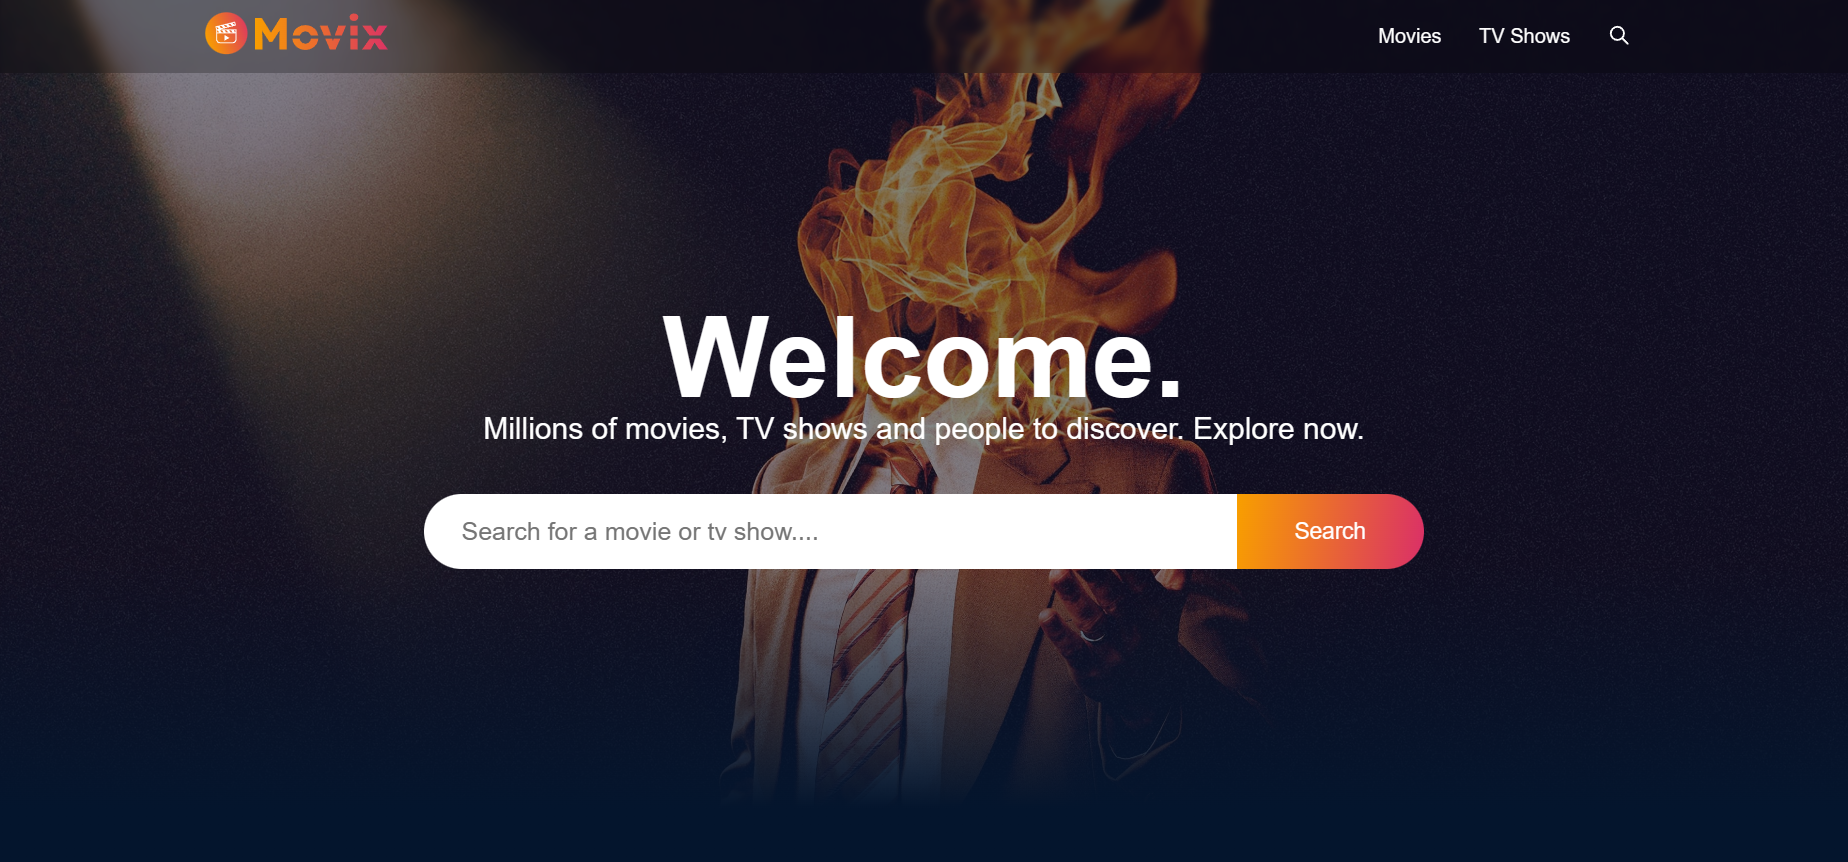 Movix
Movies
TV Shows
Welcome.
Millions of movies, TV shows and people to discover. Explore now.
Search for a movie or tv show....
Search